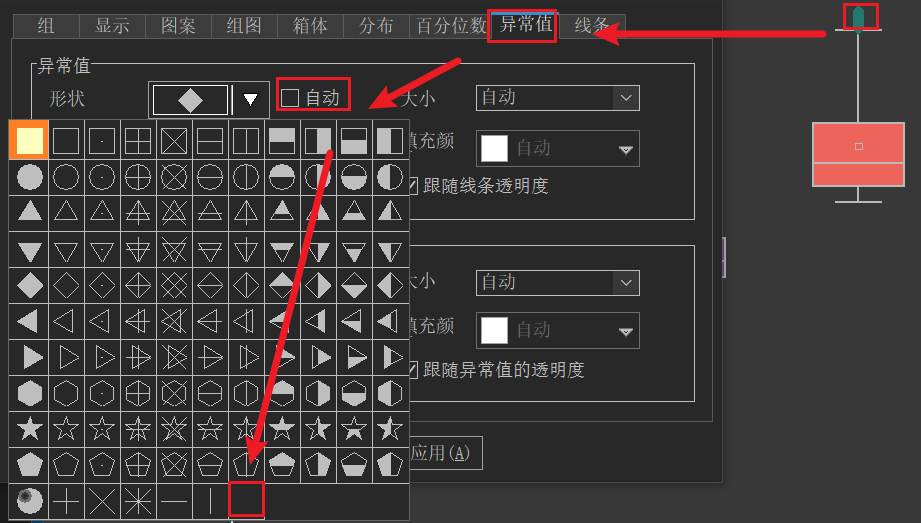 组 显示 图案 组图 箱体 分布 百分位数 异常值 线条
异常值
形状 自动 大小 自动
填充颜 自动
跟随线条透明度
大小 自动
填充颜 自动
跟随异常值的透明度
应用(A)